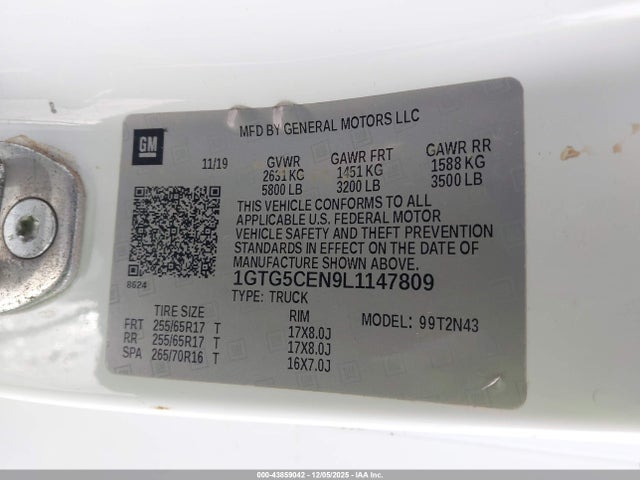 GM
MFD BY GENERAL MOTORS LLC
11/19 GVWR GAWR FRT GAWR RR
2631 KC 1451 KG 1588 KG
5800 LB 3200 LB 3500 LB
THIS VEHICLE CONFORMS TO ALL
APPLICABLE U.S. FEDERAL MOTOR
VEHICLE SAFETY AND THEFT PREVENTION
STANDARDS IN EFFECT ON THE DATE OF
MANUFACTURE SHOWN ABOVE.
8624
1GTG5CEN9L1147809
TYPE: TRUCK
TIRE SIZE RIM MODEL: 99T2N43
FRT 255/65R17 T 17X8.0J
RR 255/65R17 T 17X8.0J
SPA 265/70R16 T 16X7.0J
000-43859042 - 12/05/2025 - IAA Inc.